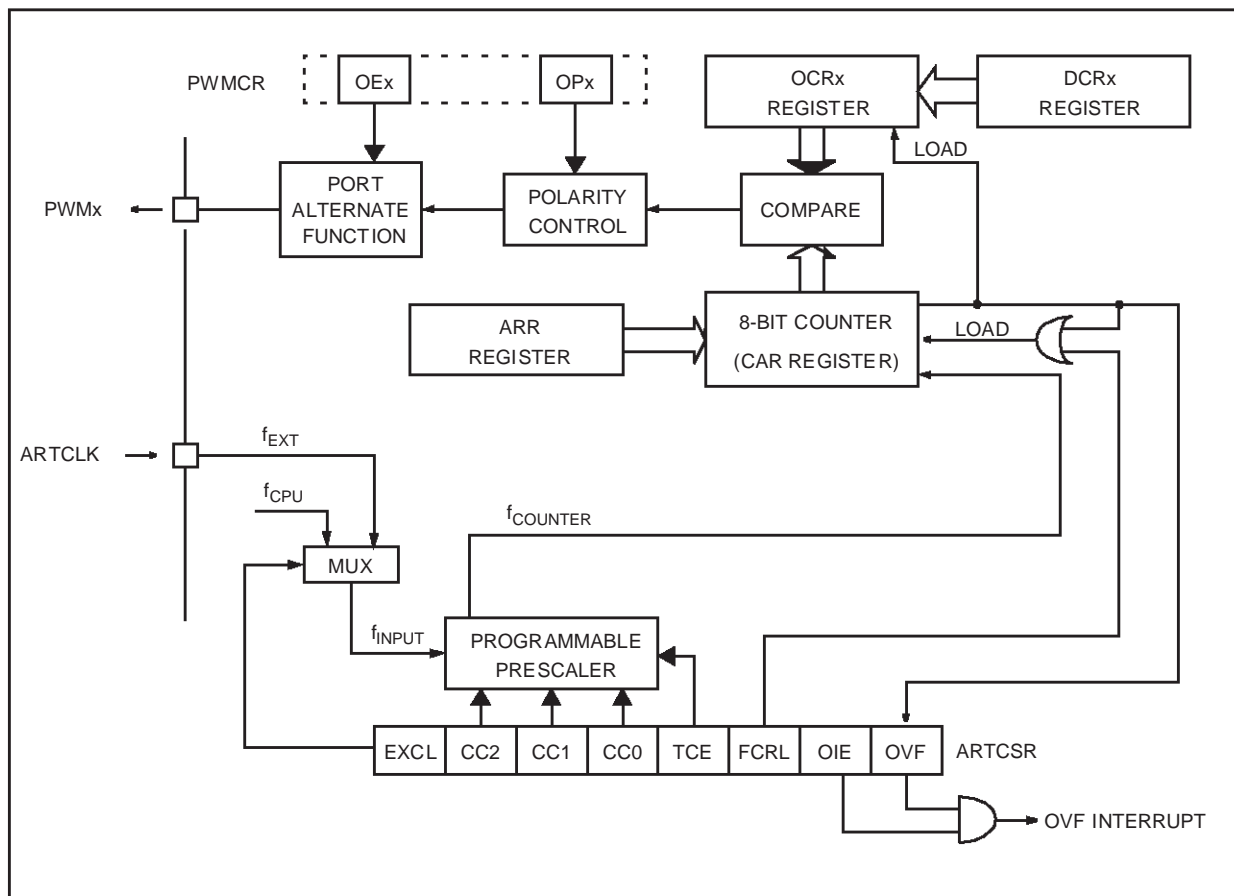 PWMCR
OEx
OPx
OCRx
REGISTER
DCRx
REGISTER
LOAD
PWMx
PORT
ALTERNATE
FUNCTION
POLARITY
CONTROL
COMPARE
ARR
REGISTER
8-BIT COUNTER
(CAR REGISTER)
LOAD
ARTCLK
fEXT
fCPU
fCOUNTER
MUX
fINPUT
PROGRAMMABLE
PRESCALER
EXCL CC2 CC1 CC0 TCE FCRL OIE OVF ARTCSR
OVF INTERRUPT